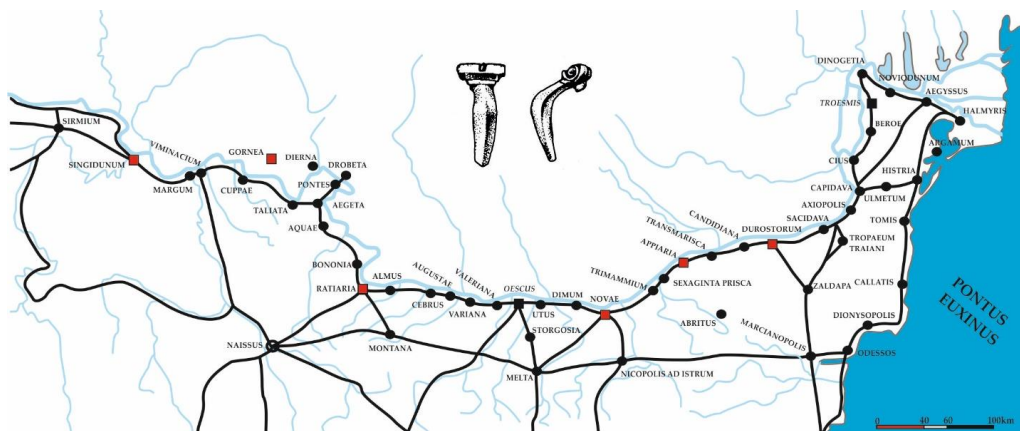 DINOGETIA
NOVIODUNUM
AEGYSSUS
TROESMIS
HALMYRIS
SIRMIUM
BEROE
VIMINACIUM
GORNEA
DIERNA
ARGAMUM
SINGIDUNUM
DROBETA
CIUS
HISTRIA
MARGUM
CUPPAE
PONTES
CAPIDAVA
ULMETUM
TALIATA
AEGETA
AXIOPOLIS
CANDIDIANA
SACIDAVA
TOMIS
AQUAE
TRANSMARISCA
DUROSTORUM
TROPAEUM
TRAIANI
APPIARIA
BONONIA
TRIMAMMIUM
ALMUS
AUGUSTAE
VALERIANA
OESCUS
SEXAGINTA PRISCA
RATIARIA
ZALDAPA
CALLATIS
PONTUS
EUXINUS
CEBRUS
VARIANA
UTUS
DIMUM
NOVAE
ABRITUS
DIONYSOPOLIS
STORGOSIA
MARCIANOPOLIS
NAISSUS
MONTANA
ODESSOS
MELTA
NICOPOLIS AD ISTRUM
0 40 60 100km